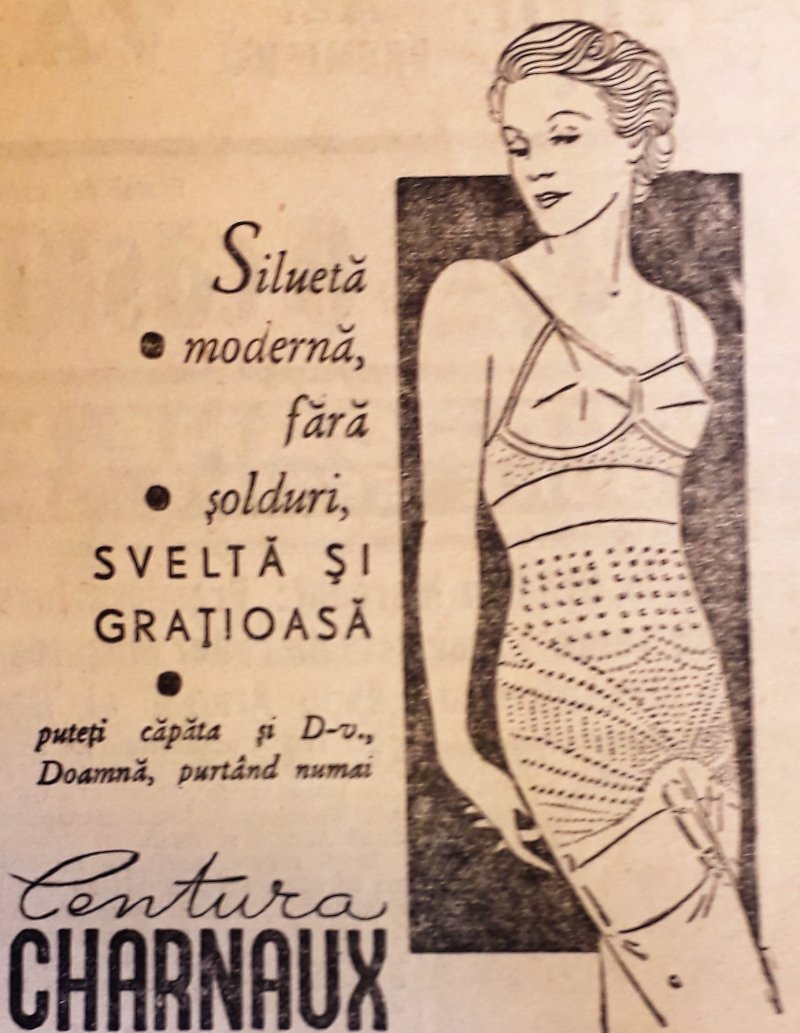 Siluetă
• modernă,
fără
• şolduri,
SVELTĂ ŞI
GRAŢIOASĂ
•
puteţi căpăta şi D-v.,
Doamnă, purtând numai
Centura
CHARNAUX